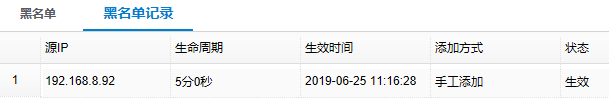 黑名单 黑名单记录
源IP 生命周期 生效时间 添加方式 状态
1 192.168.8.92 5分0秒 2019-06-25 11:16:28 手工添加 生效